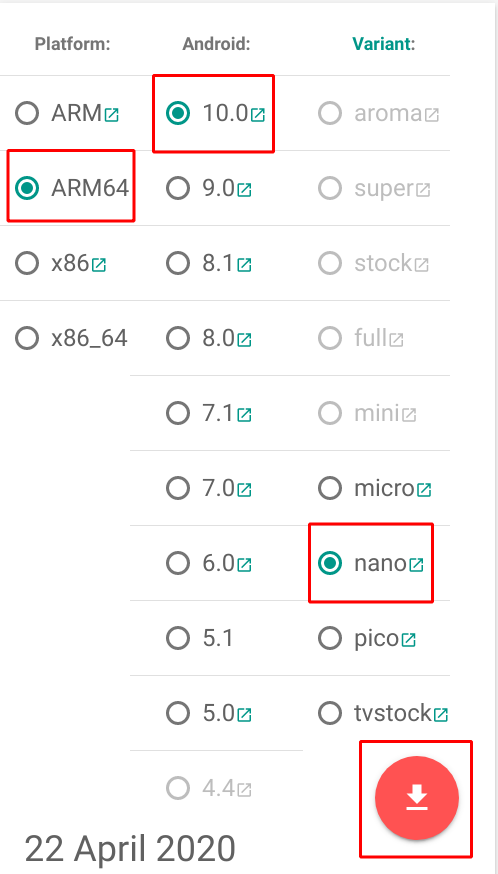 Platform: Android: Variant:
ARM 10.0 aroma
ARM64 9.0 super
x86 8.1 stock
x86_64 8.0 full
7.1 mini
7.0 micro
6.0 nano
5.1 pico
5.0 tvstock
4.4
22 April 2020